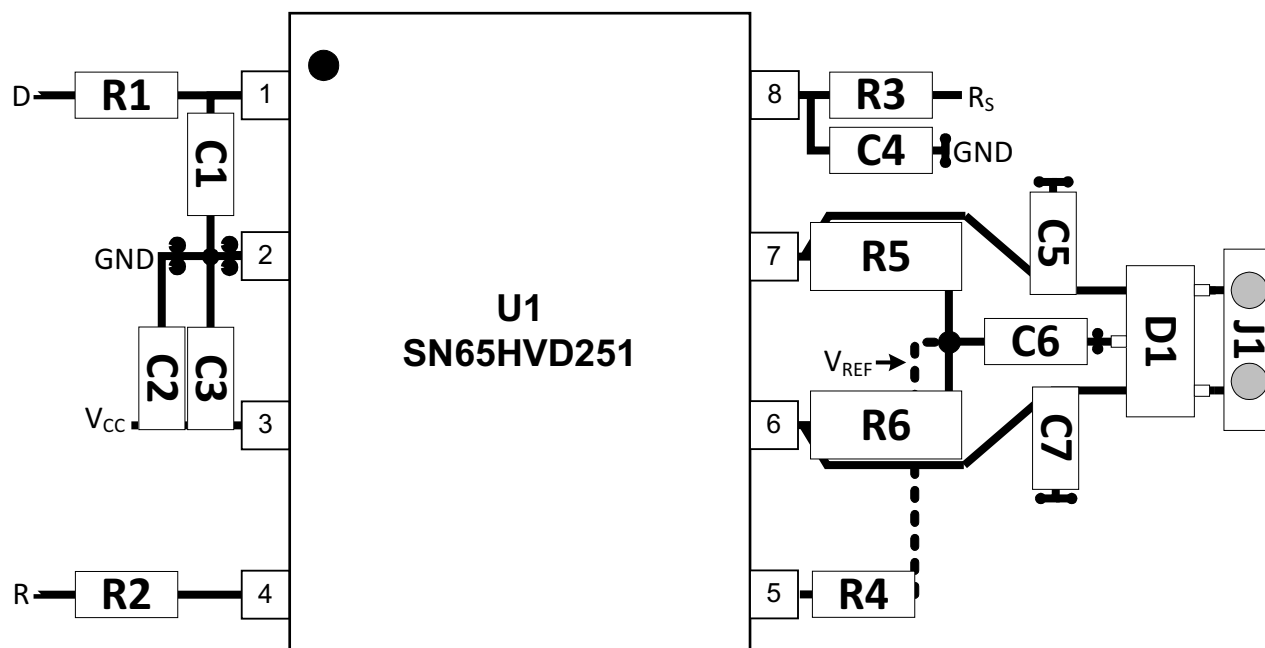 D
R1
1
8
R3
RS
C1
C4
GND
GND
2
7
R5
C5
U1
SN65HVD251
C6
D1
J1
VREF
C2
C3
VCC
3
6
R6
C7
R
R2
4
5
R4